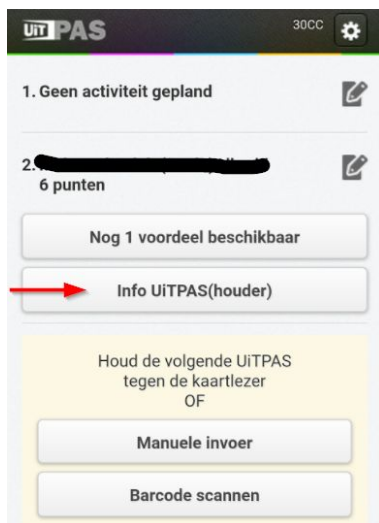 UiTPAS
30CC
1. Geen activiteit gepland
2.
6 punten
Nog 1 voordeel beschikbaar
Info UiTPAS(houder)
Houd de volgende UiTPAS
tegen de kaartlezer
OF
Manuele invoer
Barcode scannen